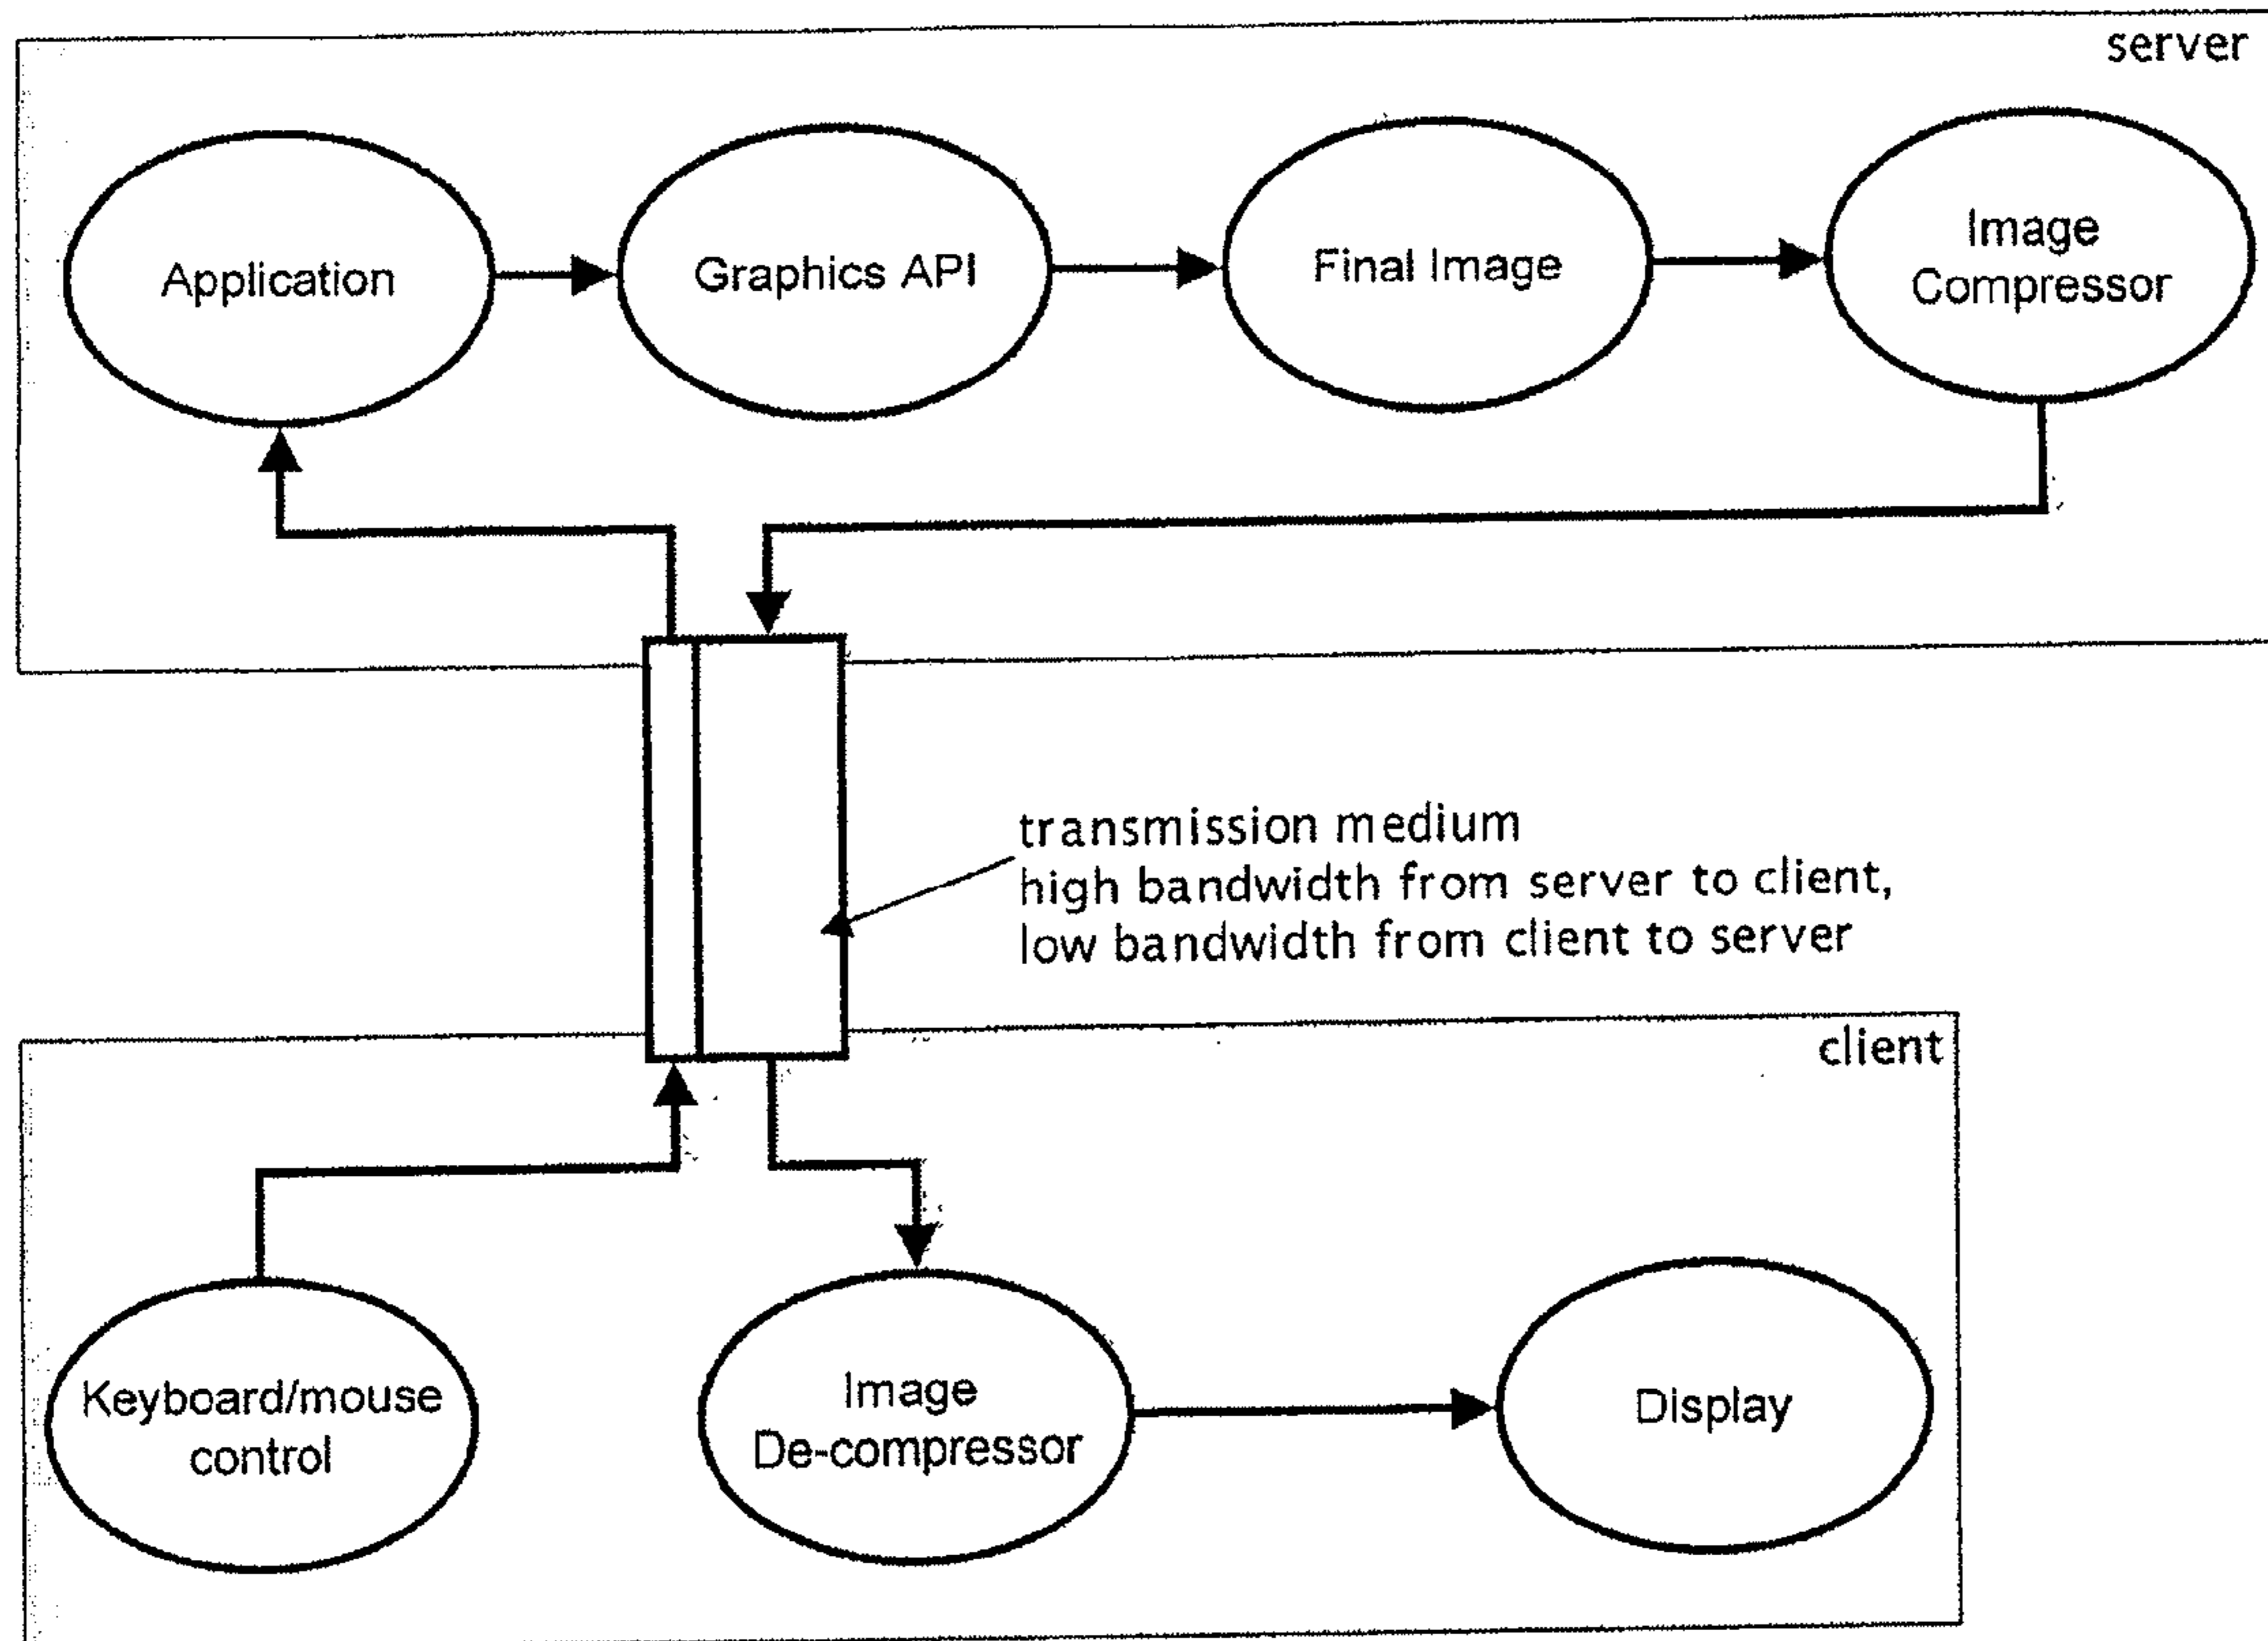 server
Application
Graphics API
Final Image
Image
Compressor
transmission medium
high bandwidth from server to client,
low bandwidth from client to server
client
Keyboard/mouse
control
Image
De-compressor
Display